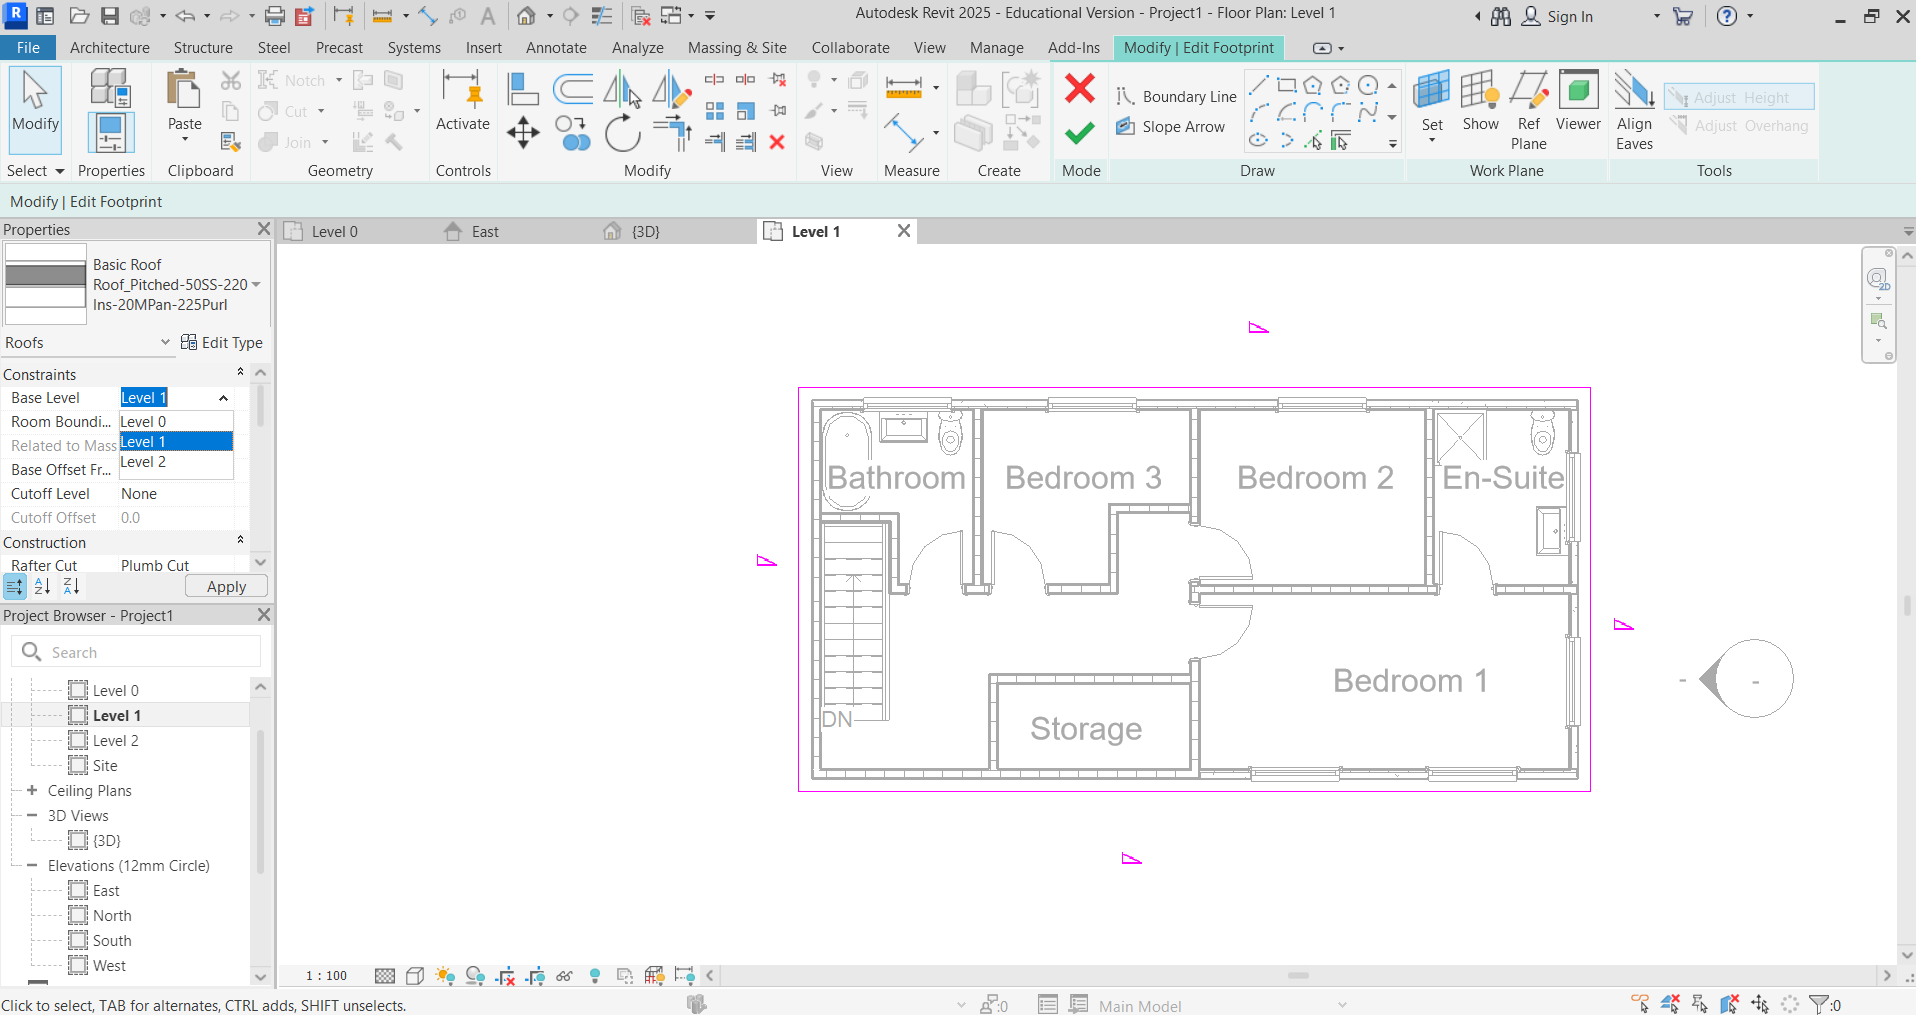 Autodesk Revit 2025 - Educational Version - Project1 - Floor Plan: Level 1
Sign In
File
Architecture
Structure
Steel
Precast
Systems
Insert
Annotate
Analyze
Massing & Site
Collaborate
View
Manage
Add-Ins
Modify | Edit Footprint
Modify
Paste
Notch
Cut
Join
Activate
Boundary Line
Slope Arrow
Set
Show
Ref
Plane
Viewer
Align
Eaves
Adjust Height
Adjust Overhang
Select
Properties
Clipboard
Geometry
Controls
Modify
View
Measure
Create
Mode
Draw
Work Plane
Tools
Modify | Edit Footprint
Properties
Level 0
East
{3D}
Level 1
Basic Roof
Roof_Pitched-50SS-220
Ins-20MPan-225Purl
Roofs
Edit Type
Constraints
Base Level
Level 1
Room Boundi...
Level 0
Related to Mass
Level 1
Base Offset Fr...
Level 2
Cutoff Level
None
Cutoff Offset
0.0
Construction
Rafter Cut
Plumb Cut
Apply
Project Browser - Project1
Search
Level 0
Level 1
Level 2
Site
Ceiling Plans
3D Views
{3D}
Elevations (12mm Circle)
East
North
South
West
Bathroom
Bedroom 3
Bedroom 2
En-Suite
Bedroom 1
Storage
DN
2D
1 : 100
Click to select, TAB for alternates, CTRL adds, SHIFT unselects.
:0
Main Model
:0